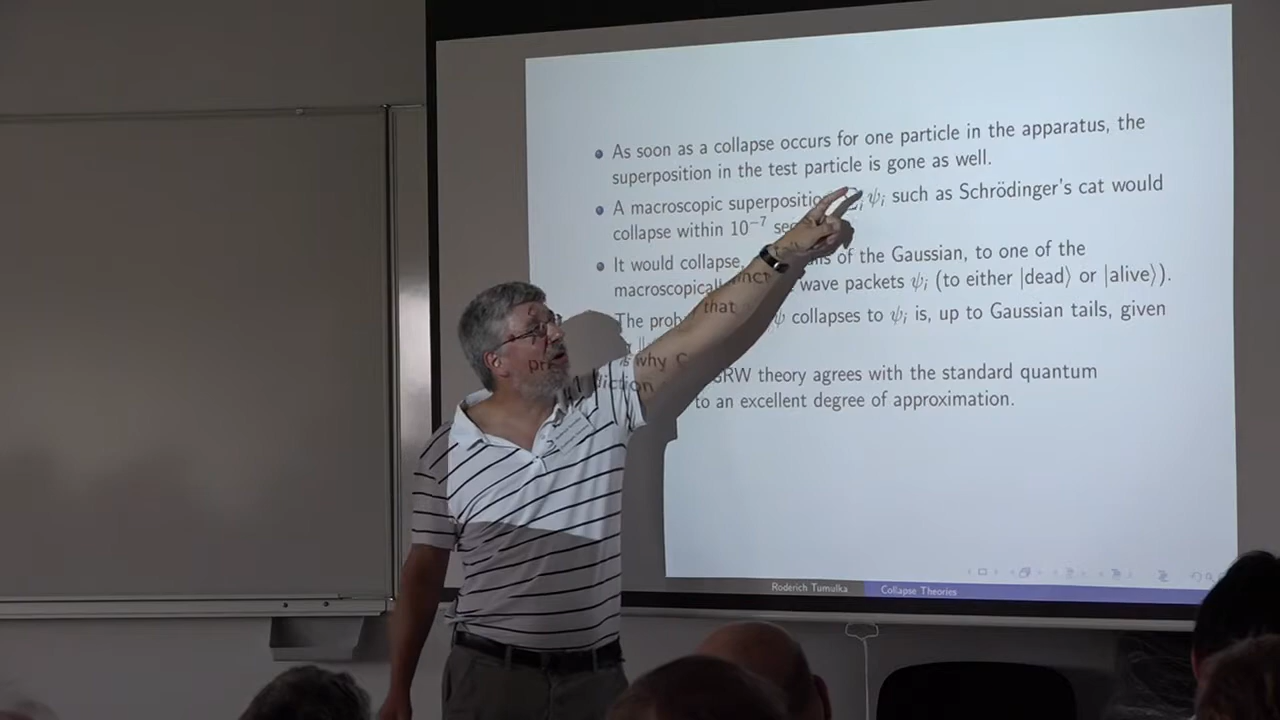 As soon as a collapse occurs for one particle in the apparatus, the
superposition in the test particle is gone as well.
A macroscopic superpositio ψᵢ such as Schrödinger's cat would
collapse within 10⁻⁷ sec
It would collapse, of the Gaussian, to one of the
macroscopically wave packets ψᵢ (to either |dead⟩ or |alive⟩).
The prob that ψ collapses to ψᵢ is, up to Gaussian tails, given
why GRW theory agrees with the standard quantum
to an excellent degree of approximation.
Roderich Tumulka Collapse Theories